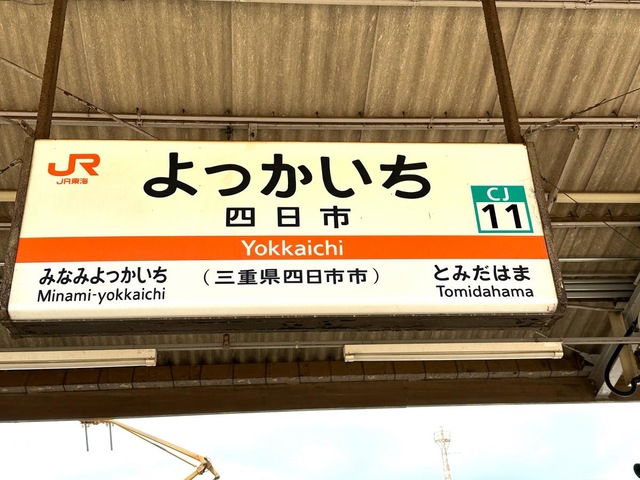 JR
JR東海
よっかいち
四日市
CJ
11
Yokkaichi
みなみよっかいち
Minami-yokkaichi
(三重県四日市市)
とみだはま
Tomidahama